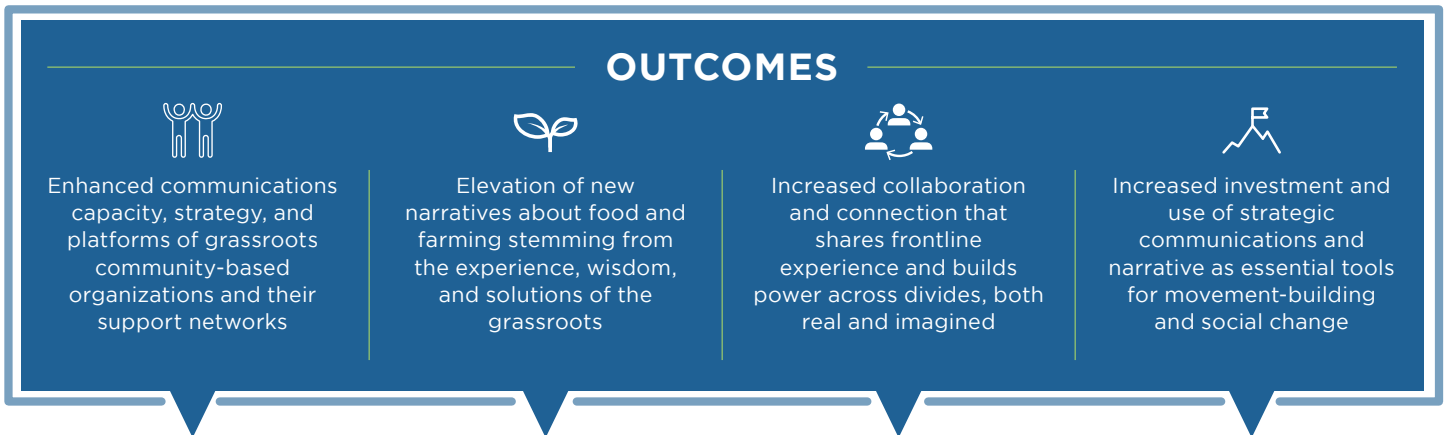 OUTCOMES
Enhanced communications
capacity, strategy, and
platforms of grassroots
community-based
organizations and their
support networks
Elevation of new
narratives about food and
farming stemming from
the experience, wisdom,
and solutions of the
grassroots
Increased collaboration
and connection that
shares frontline
experience and builds
power across divides, both
real and imagined
Increased investment and
use of strategic
communications and
narrative as essential tools
for movement-building
and social change